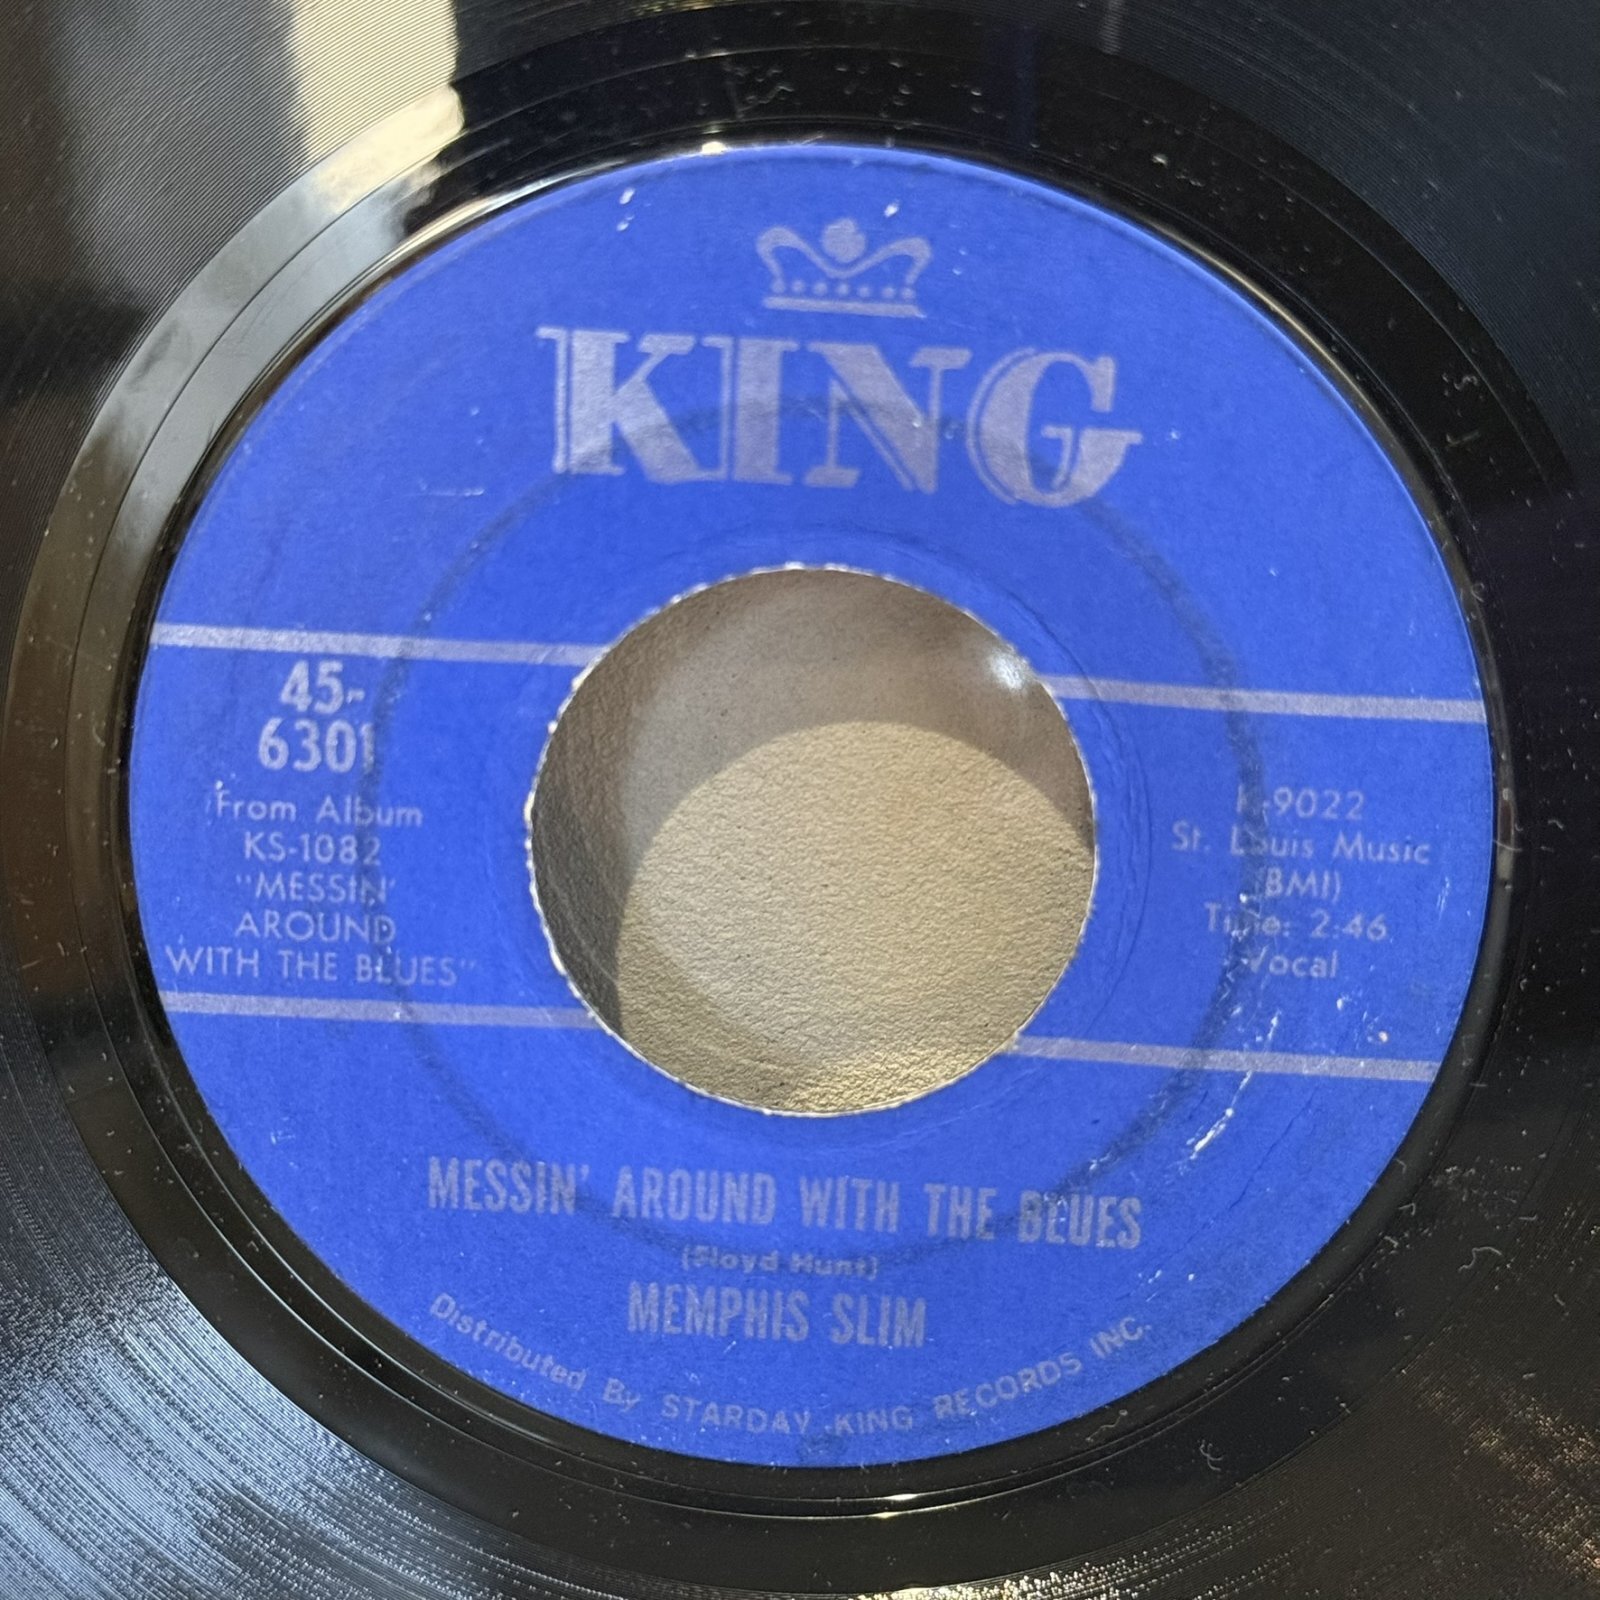 KING
45-
6301
From Album
KS-1082
"MESSIN'
AROUND
WITH THE BLUES"
K-9022
St. Louis Music
(BMI)
Time: 2:46
Vocal
MESSIN' AROUND WITH THE BLUES
(Floyd Hunt)
MEMPHIS SLIM
Distributed By STARDAY-KING RECORDS INC.